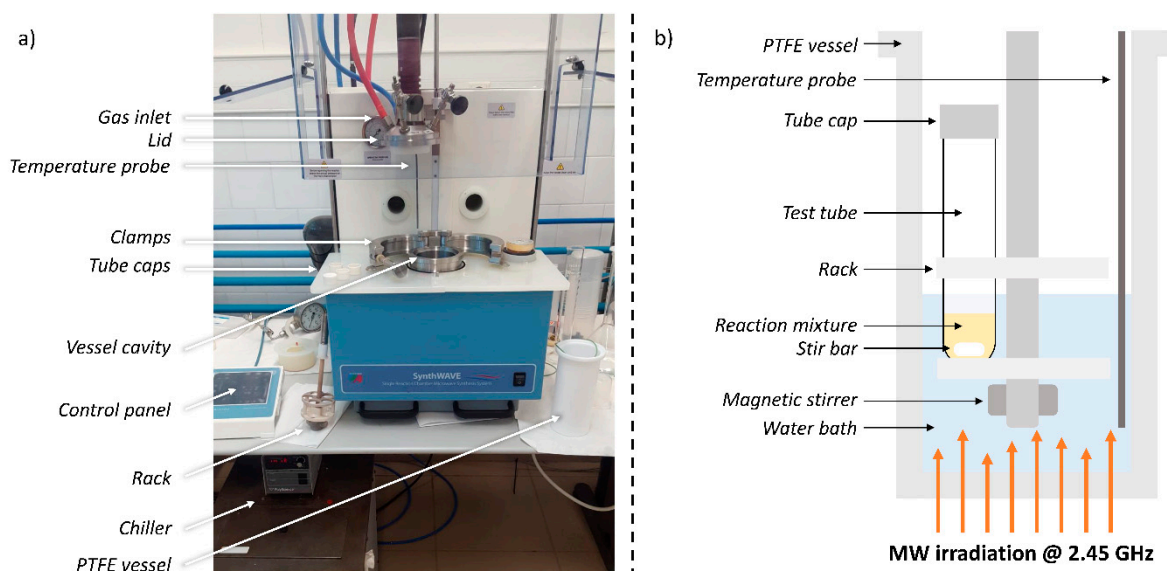 a)
Gas inlet
Lid
Temperature probe
Clamps
Tube caps
Vessel cavity
Control panel
Rack
Chiller
PTFE vessel
SynthWAVE
b)
PTFE vessel
Temperature probe
Tube cap
Test tube
Rack
Reaction mixture
Stir bar
Magnetic stirrer
Water bath
MW irradiation @ 2.45 GHz